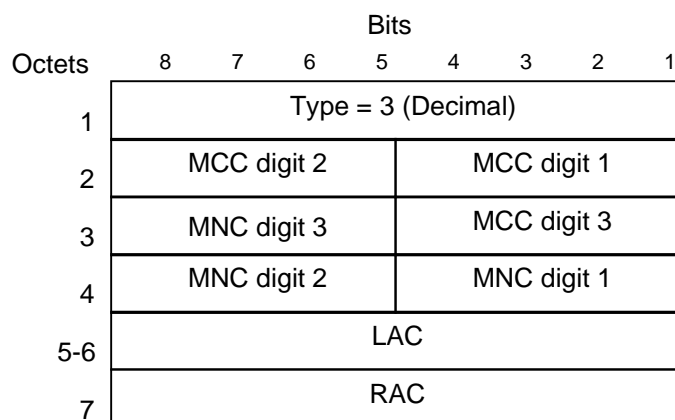 Bits
Octets 8 7 6 5 4 3 2 1
1 Type = 3 (Decimal)
2 MCC digit 2 MCC digit 1
3 MNC digit 3 MCC digit 3
4 MNC digit 2 MNC digit 1
5-6 LAC
7 RAC